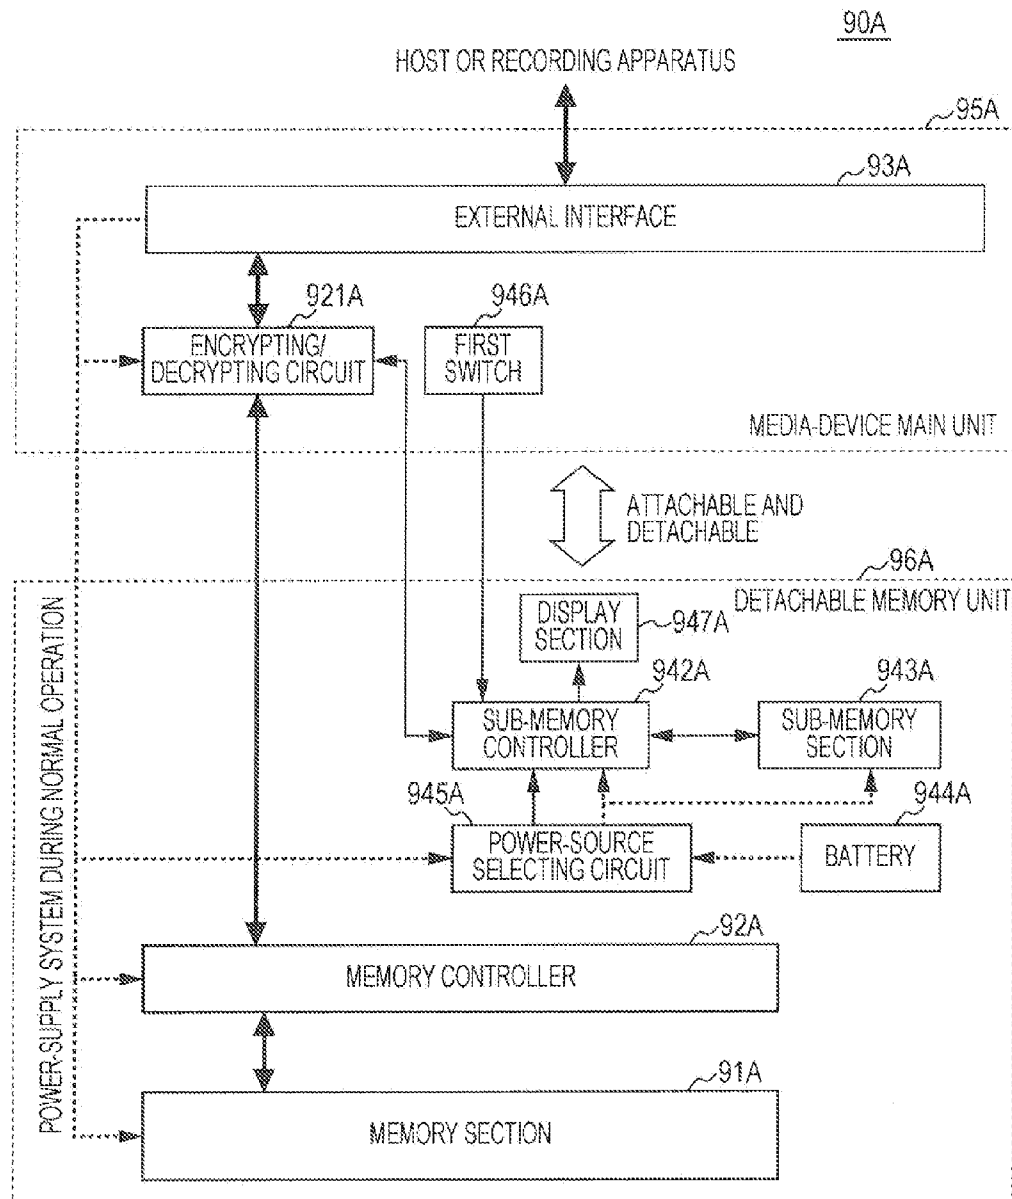 90A
HOST OR RECORDING APPARATUS
95A
93A
EXTERNAL INTERFACE
921A
946A
ENCRYPTING/
DECRYPTING CIRCUIT
FIRST
SWITCH
MEDIA-DEVICE MAIN UNIT
ATTACHABLE AND
DETACHABLE
96A
DETACHABLE MEMORY UNIT
DISPLAY
SECTION
947A
942A
943A
SUB-MEMORY
CONTROLLER
SUB-MEMORY
SECTION
945A
944A
POWER-SOURCE
SELECTING CIRCUIT
BATTERY
POWER-SUPPLY SYSTEM DURING NORMAL OPERATION
92A
MEMORY CONTROLLER
91A
MEMORY SECTION